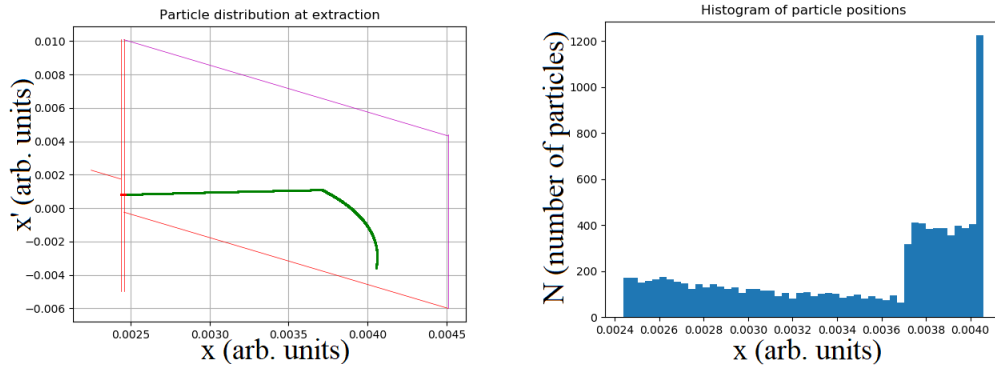 Particle distribution at extraction
0.010
0.008
0.006
0.004
0.002
0.000
−0.002
−0.004
−0.006
x' (arb. units)
0.0025 0.0030 0.0035 0.0040 0.0045
x (arb. units)
Histogram of particle positions
1200
1000
800
600
400
200
0
N (number of particles)
0.0024 0.0026 0.0028 0.0030 0.0032 0.0034 0.0036 0.0038 0.0040
x (arb. units)